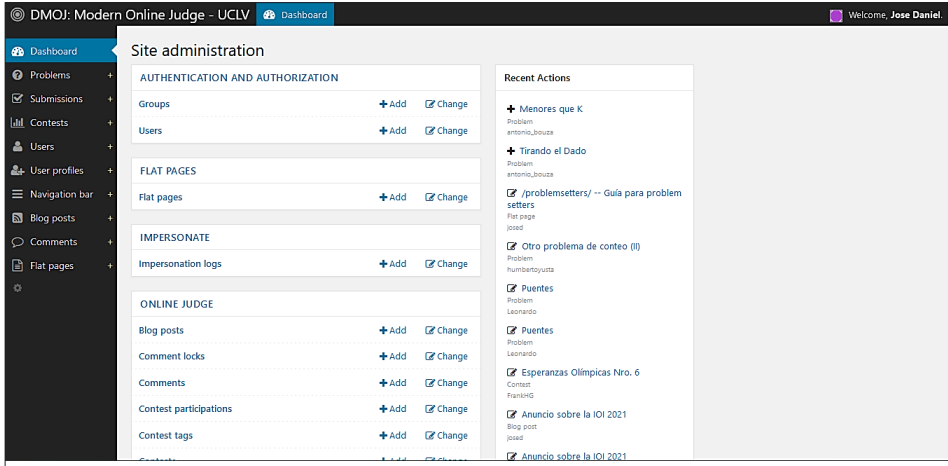 DMOJ: Modern Online Judge - UCLV
Dashboard
Welcome, Jose Daniel.
Dashboard
Problems +
Submissions +
Contests +
Users +
User profiles +
Navigation bar +
Blog posts +
Comments +
Flat pages +
Site administration
AUTHENTICATION AND AUTHORIZATION
Groups Add Change
Users Add Change
FLAT PAGES
Flat pages Add Change
IMPERSONATE
Impersonation logs Add Change
ONLINE JUDGE
Blog posts Add Change
Comment locks Add Change
Comments Add Change
Contest participations Add Change
Contest tags Add Change
Recent Actions
Menores que K
Problem
antonio_bouza
Tirando el Dado
Problem
antonio_bouza
/problemsetters/ -- Guía para problem
setters
Flat page
josed
Otro problema de conteo (II)
Problem
humbertoyusta
Puentes
Problem
Leonardo
Puentes
Problem
Leonardo
Esperanzas Olímpicas Nro. 6
Contest
FrankHG
Anuncio sobre la IOI 2021
Blog post
josed
Anuncio sobre la IOI 2021